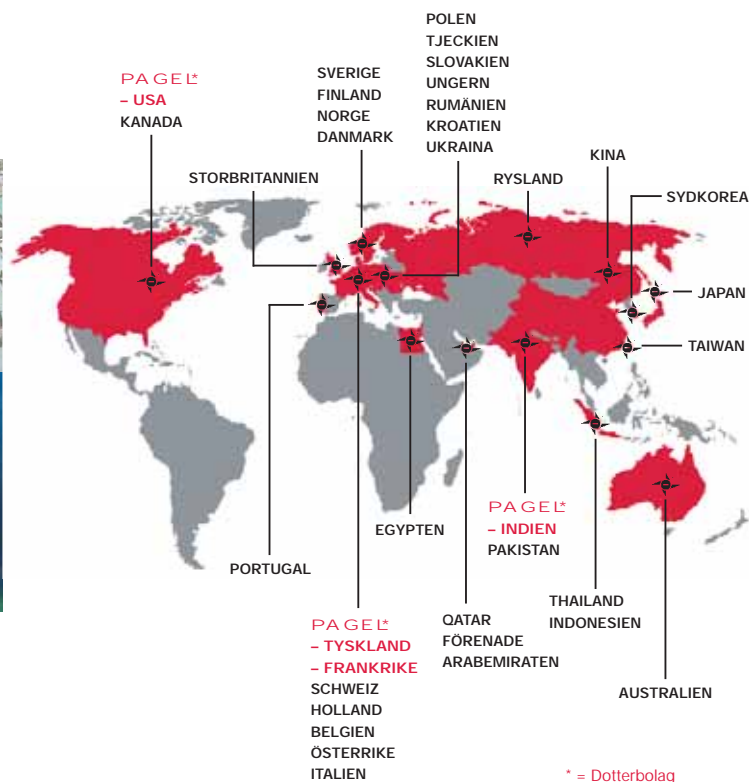 PAGEL*
– USA
KANADA
STORBRITANNIEN
SVERIGE
FINLAND
NORGE
DANMARK
POLEN
TJECKIEN
SLOVAKIEN
UNGERN
RUMÄNIEN
KROATIEN
UKRAINA
RYSLAND
KINA
SYDKOREA
JAPAN
TAIWAN
PORTUGAL
EGYPTEN
PAGEL*
– INDIEN
PAKISTAN
PAGEL*
– TYSKLAND
– FRANKRIKE
SCHWEIZ
HOLLAND
BELGIEN
ÖSTERRIKE
ITALIEN
QATAR
FÖRENADE
ARABEMIRATEN
THAILAND
INDONESIEN
AUSTRALIEN
* = Dotterbolag